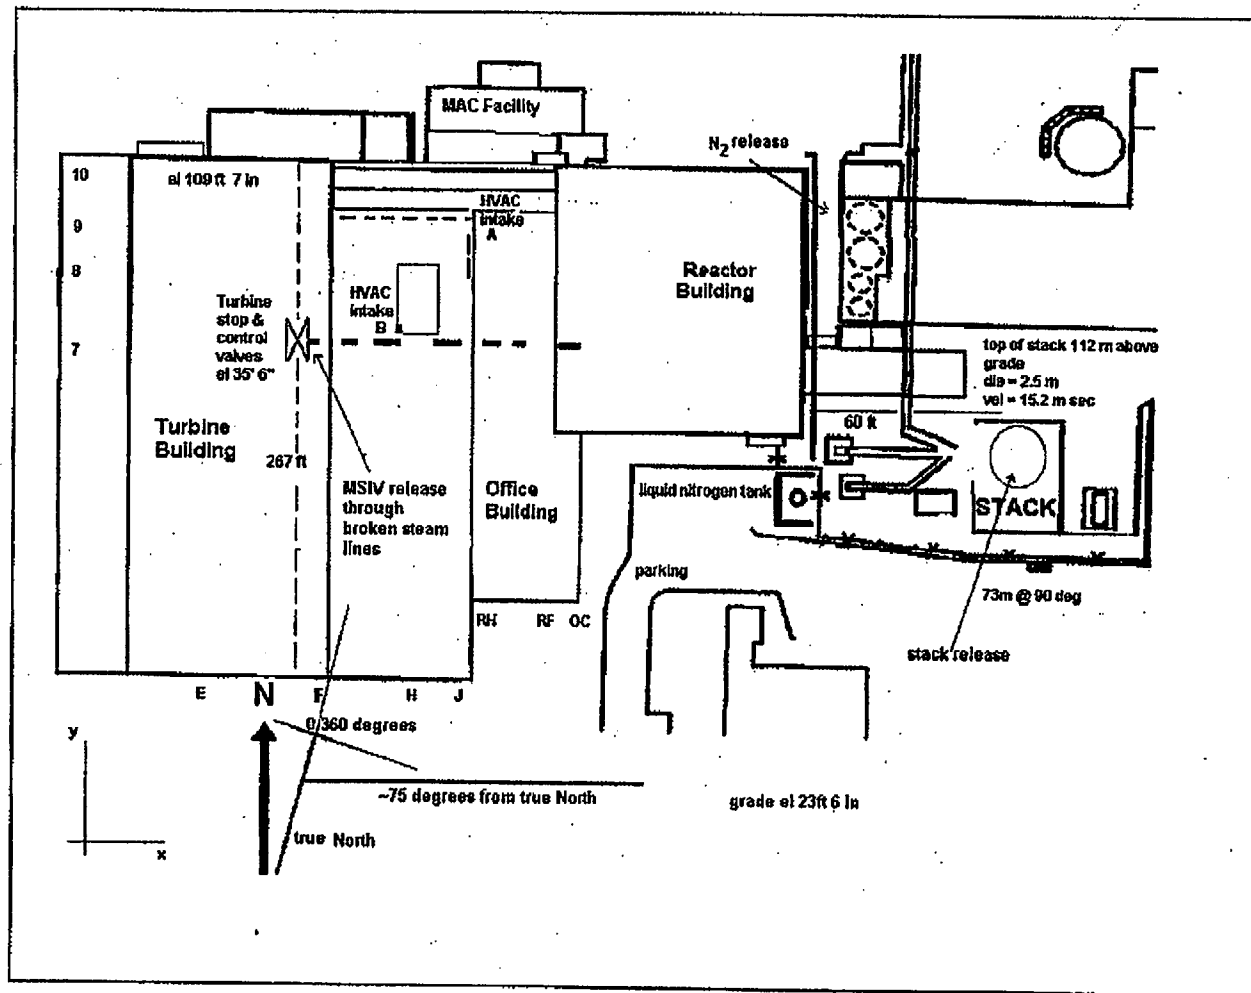 MAC Facility
N2 release
10
el 109 ft 7 in
9
8
7
HVAC
intake
A
HVAC
intake
B
Reactor
Building
Turbine
stop &
control
valves
el 35' 6"
top of stack 112 m above
grade
dia = 2.5 m
vel = 15.2 m sec
60 ft
Turbine
Building
267 ft
MSIV release
through
broken steam
lines
Office
Building
liquid nitrogen tank
STACK
parking
73m @ 90 deg
stack release
RH
RF
OC
E
N
F
H
J
0,360 degrees
~75 degrees from true North
grade el 23ft 6 in
true North
y
x